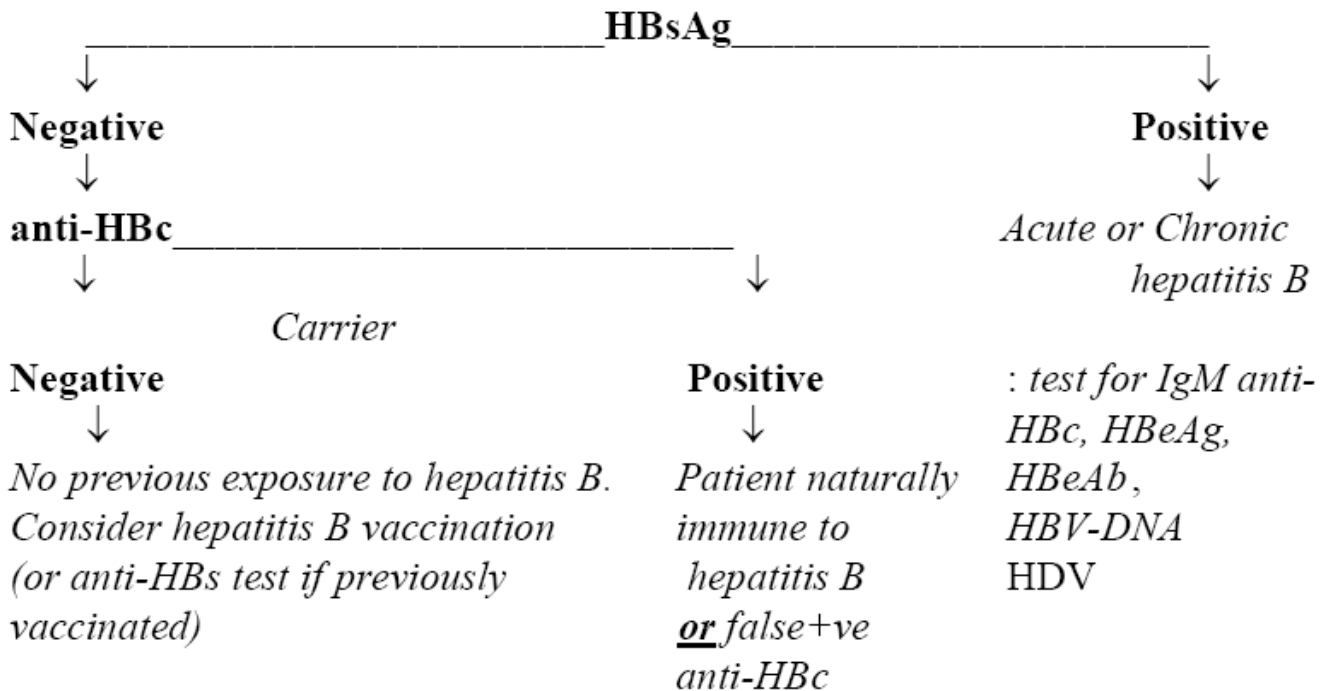 HBsAg
Negative Positive
anti-HBc Acute or Chronic
hepatitis B
Carrier
Negative Positive : test for IgM anti-
HBc, HBeAg,
No previous exposure to hepatitis B. Patient naturally HBeAb ,
Consider hepatitis B vaccination immune to HBV-DNA
(or anti-HBs test if previously hepatitis B HDV
vaccinated) or false+ve
anti-HBc